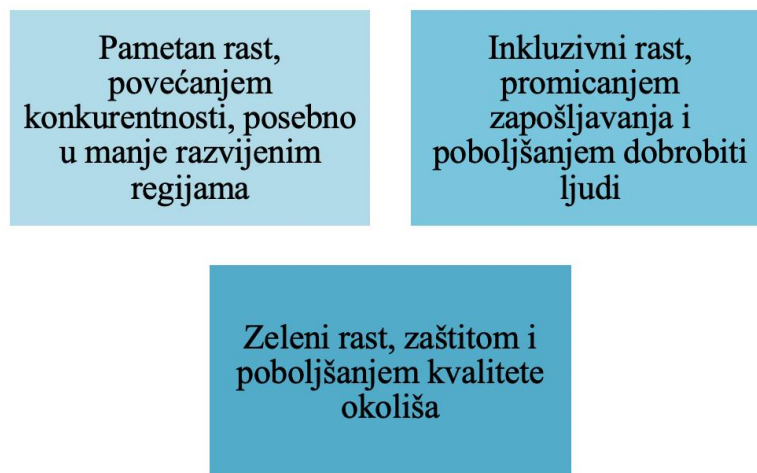 Pametan rast,
povećanjem
konkurentnosti, posebno
u manje razvijenim
regijama
Inkluzivni rast,
promicanjem
zapošljavanja i
poboljšanjem dobrobiti
ljudi
Zeleni rast, zaštitom i
poboljšanjem kvalitete
okoliša